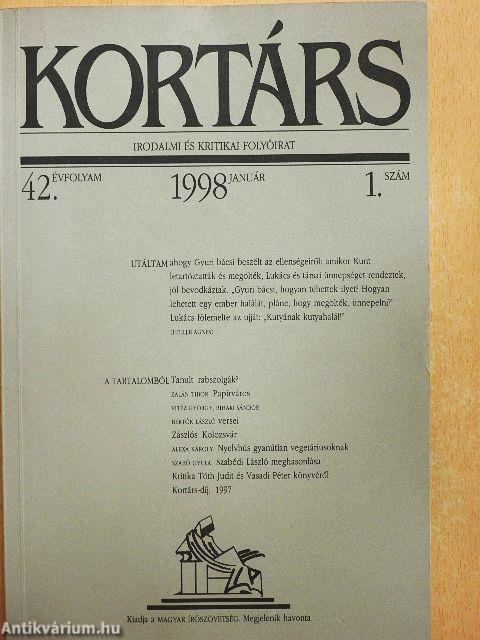 KORTÁRS
IRODALMI ÉS KRITIKAI FOLYÓIRAT
42. ÉVFOLYAM 1998 JANUÁR 1. SZÁM
UTÁLTAM ahogy Gyuri bácsi beszélt az ellenségeiről: amikor Kunt
letartóztatták és megölték, Lukács és társai ünnepséget rendeztek,
jól bevodkáztak. „Gyuri bácsi, hogyan tehettek ilyet? Hogyan
lehetett egy ember halálát, pláne, hogy megölték, ünnepelni?"
Lukács fölemelte az ujját: „Kutyának kutyahalál!"
(HELLER ÁGNES)
A TARTALOMBÓL Tanult rabszolgák?
ZALÁN TIBOR Papírváros
VITÉZ GYÖRGY, BIHARI SÁNDOR,
BERTÓK LÁSZLÓ versei
Zászlós Kolozsvár
ALEXA KÁROLY Nyelvhús gyanútlan vegetáriusoknak
SZABÓ GYULA Szabédi László meghasonlása
Kritika Tóth Judit és Vasadi Péter könyvéről
Kortárs-díj, 1997
Kiadja a MAGYAR ÍRÓSZÖVETSÉG. Megjelenik havonta
Antikvárium.hu